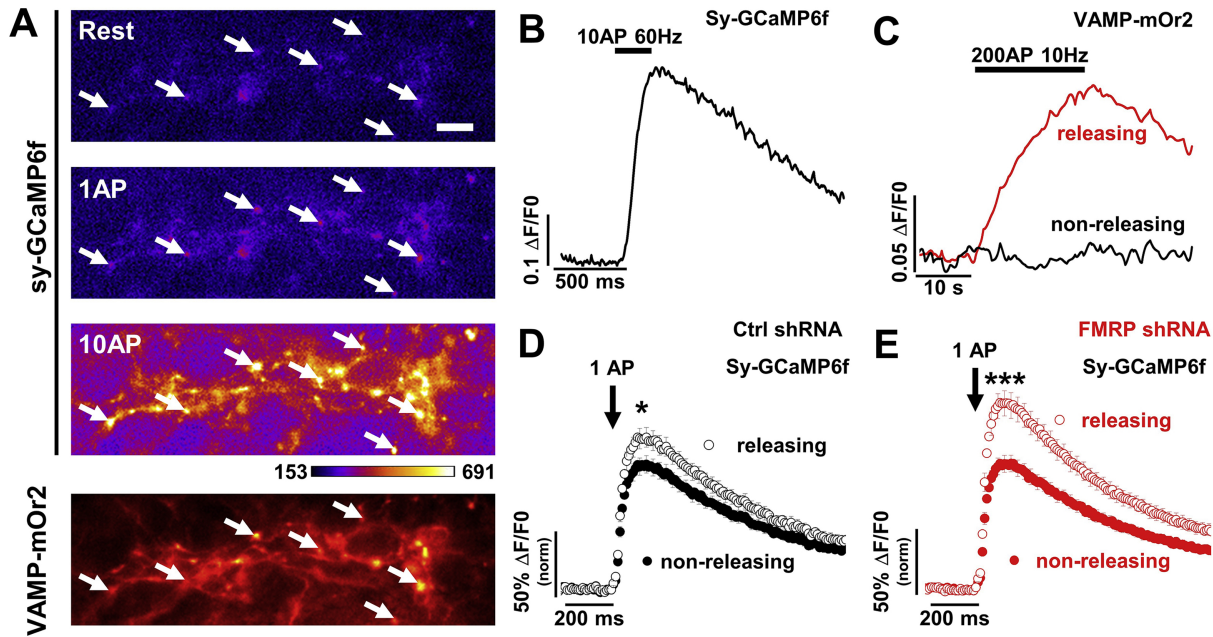 A
sy-GCaMP6f
Rest
1AP
10AP
153 691
VAMP-mOr2
B
Sy-GCaMP6f
10AP 60Hz
0.1 ΔF/F0
500 ms
C
VAMP-mOr2
200AP 10Hz
releasing
non-releasing
0.05 ΔF/F0
10 s
D
Ctrl shRNA
Sy-GCaMP6f
1 AP
*
releasing
non-releasing
50% ΔF/F0
(norm)
200 ms
E
FMRP shRNA
Sy-GCaMP6f
1 AP
***
releasing
non-releasing
50% ΔF/F0
(norm)
200 ms